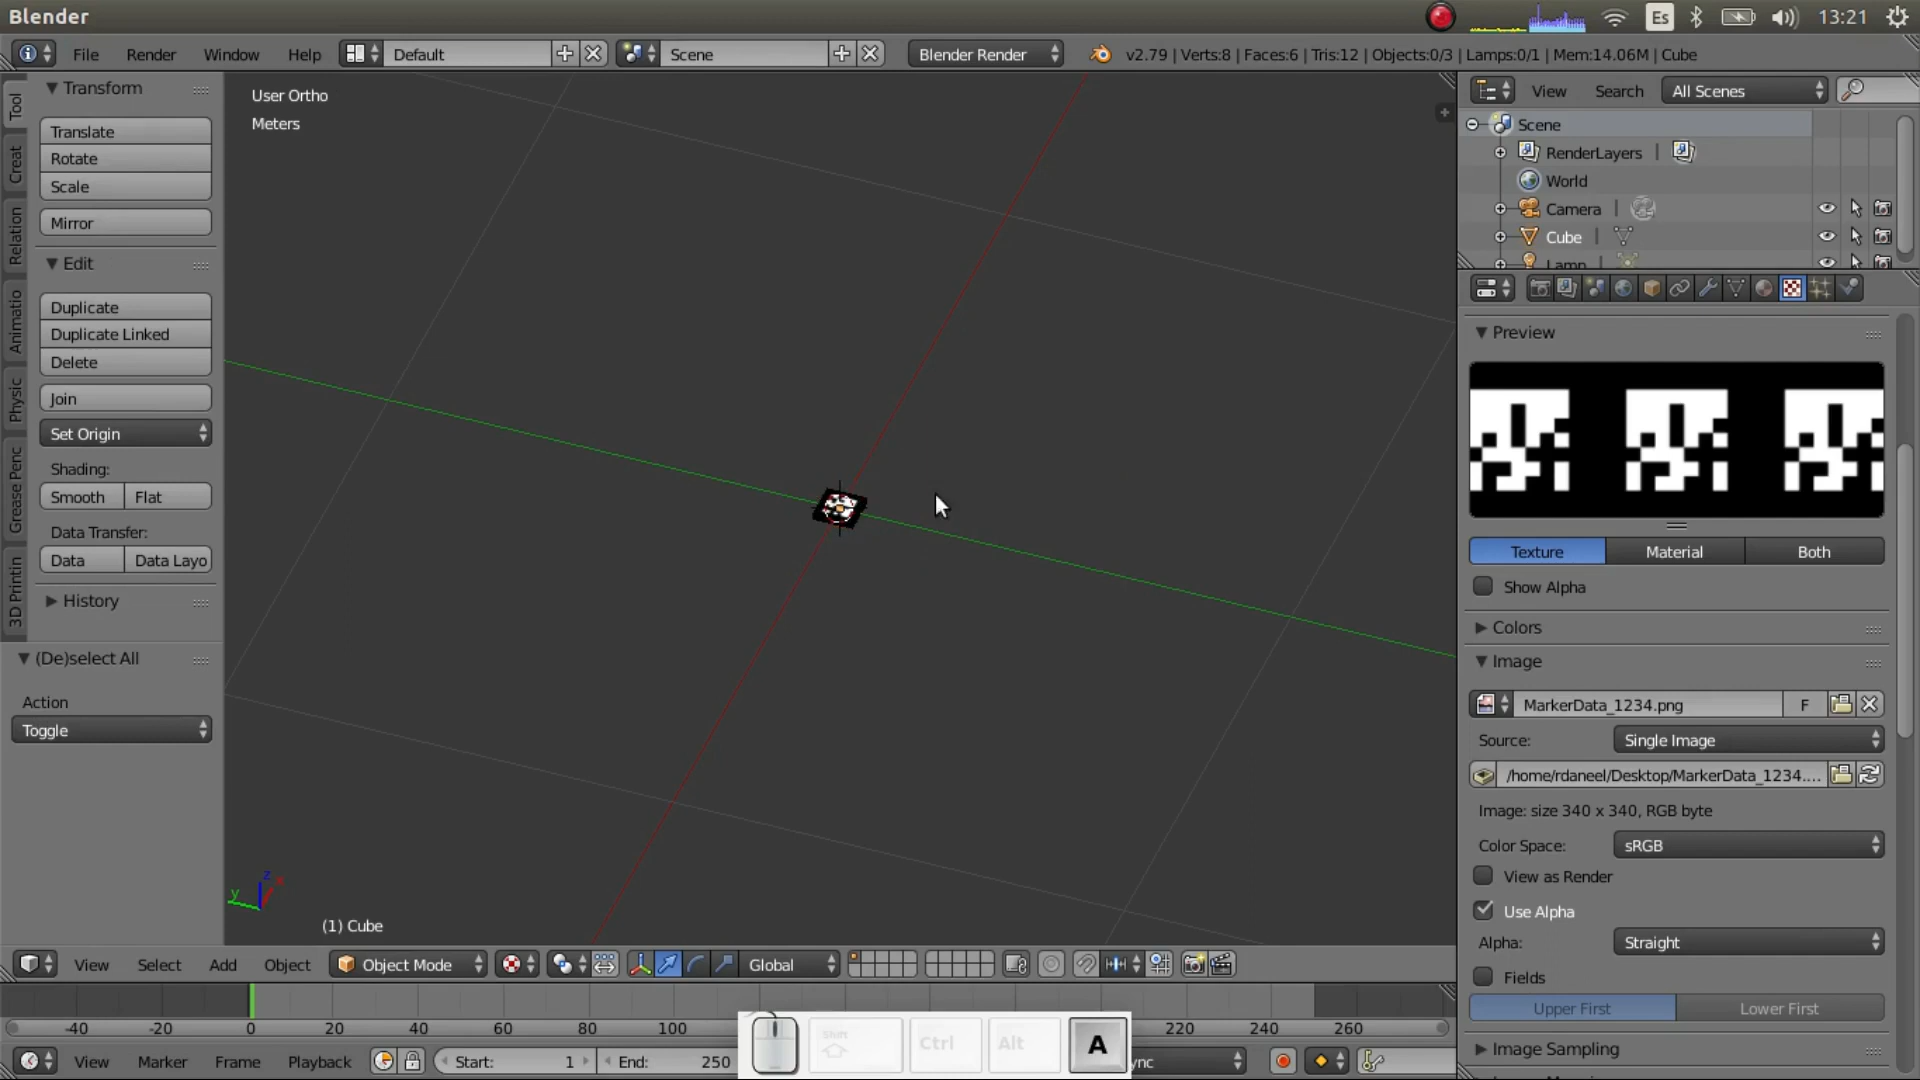 Blender
Es
13:21
File
Render
Window
Help
Default
Scene
Blender Render
v2.79 | Verts:8 | Faces:6 | Tris:12 | Objects:0/3 | Lamps:0/1 | Mem:14.06M | Cube
Tool
Creat
Relation
Animatio
Physic
Grease Penc
3D Printin
Transform
Translate
Rotate
Scale
Mirror
Edit
Duplicate
Duplicate Linked
Delete
Join
Set Origin
Shading:
Smooth
Flat
Data Transfer:
Data
Data Layo
History
(De)select All
Action
Toggle
User Ortho
Meters
z
x
y
(1) Cube
View
Select
Add
Object
Object Mode
Global
-40
-20
0
20
40
60
80
100
220
240
260
View
Marker
Frame
Playback
Start:
1
End:
250
Shift
Ctrl
Alt
A
nc
View
Search
All Scenes
Scene
RenderLayers
World
Camera
Cube
Lamp
Preview
Texture
Material
Both
Show Alpha
Colors
Image
MarkerData_1234.png
F
Source:
Single Image
/home/rdaneel/Desktop/MarkerData_1234....
Image: size 340 x 340, RGB byte
Color Space:
sRGB
View as Render
Use Alpha
Alpha:
Straight
Fields
Upper First
Lower First
Image Sampling